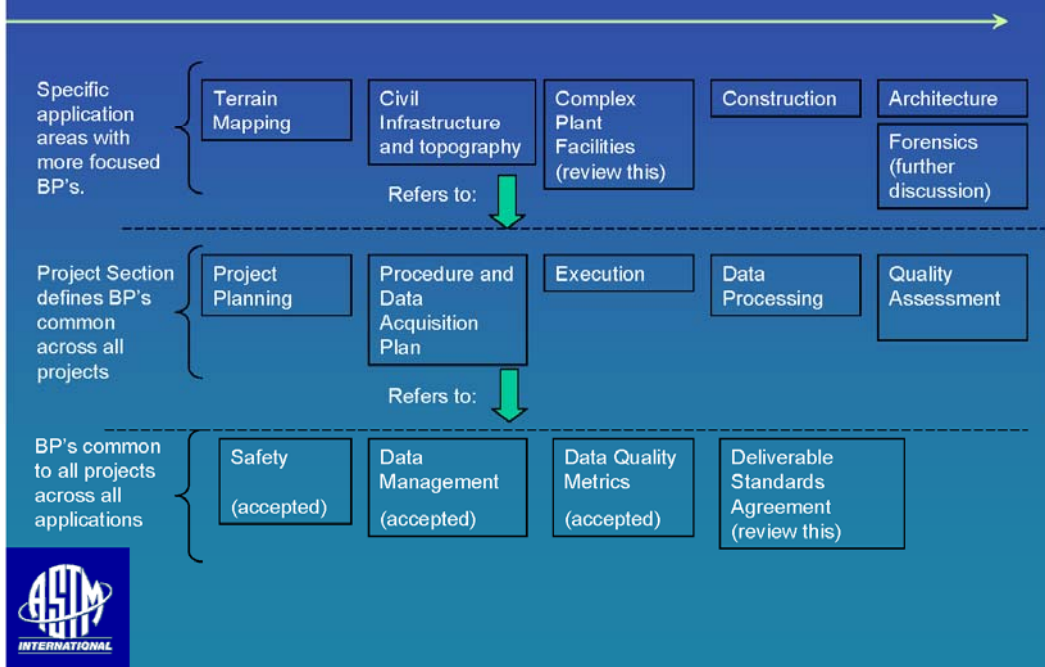 Specific
application
areas with
more focused
BP's.
Terrain
Mapping
Civil
Infrastructure
and topography
Complex
Plant
Facilities
(review this)
Construction
Architecture
Forensics
(further
discussion)
Refers to:
Project Section
defines BP's
common
across all
projects
Project
Planning
Procedure and
Data
Acquisition
Plan
Execution
Data
Processing
Quality
Assessment
Refers to:
BP's common
to all projects
across all
applications
Safety
(accepted)
Data
Management
(accepted)
Data Quality
Metrics
(accepted)
Deliverable
Standards
Agreement
(review this)
ASTM
INTERNATIONAL